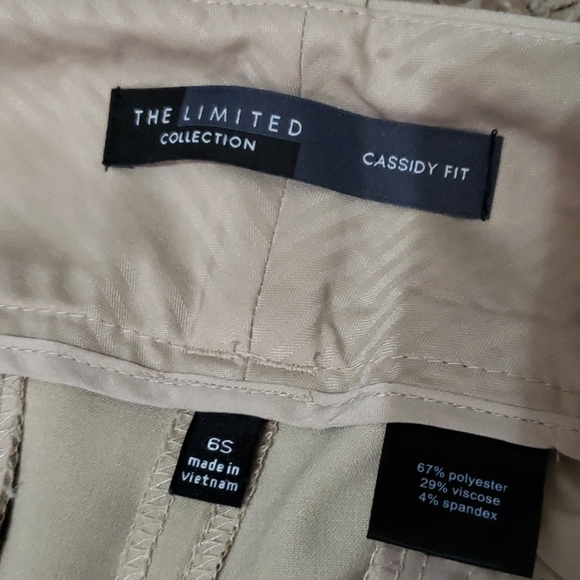 THE LIMITED
COLLECTION
CASSIDY FIT
6S
made in
vietnam
67% polyester
29% viscose
4% spandex